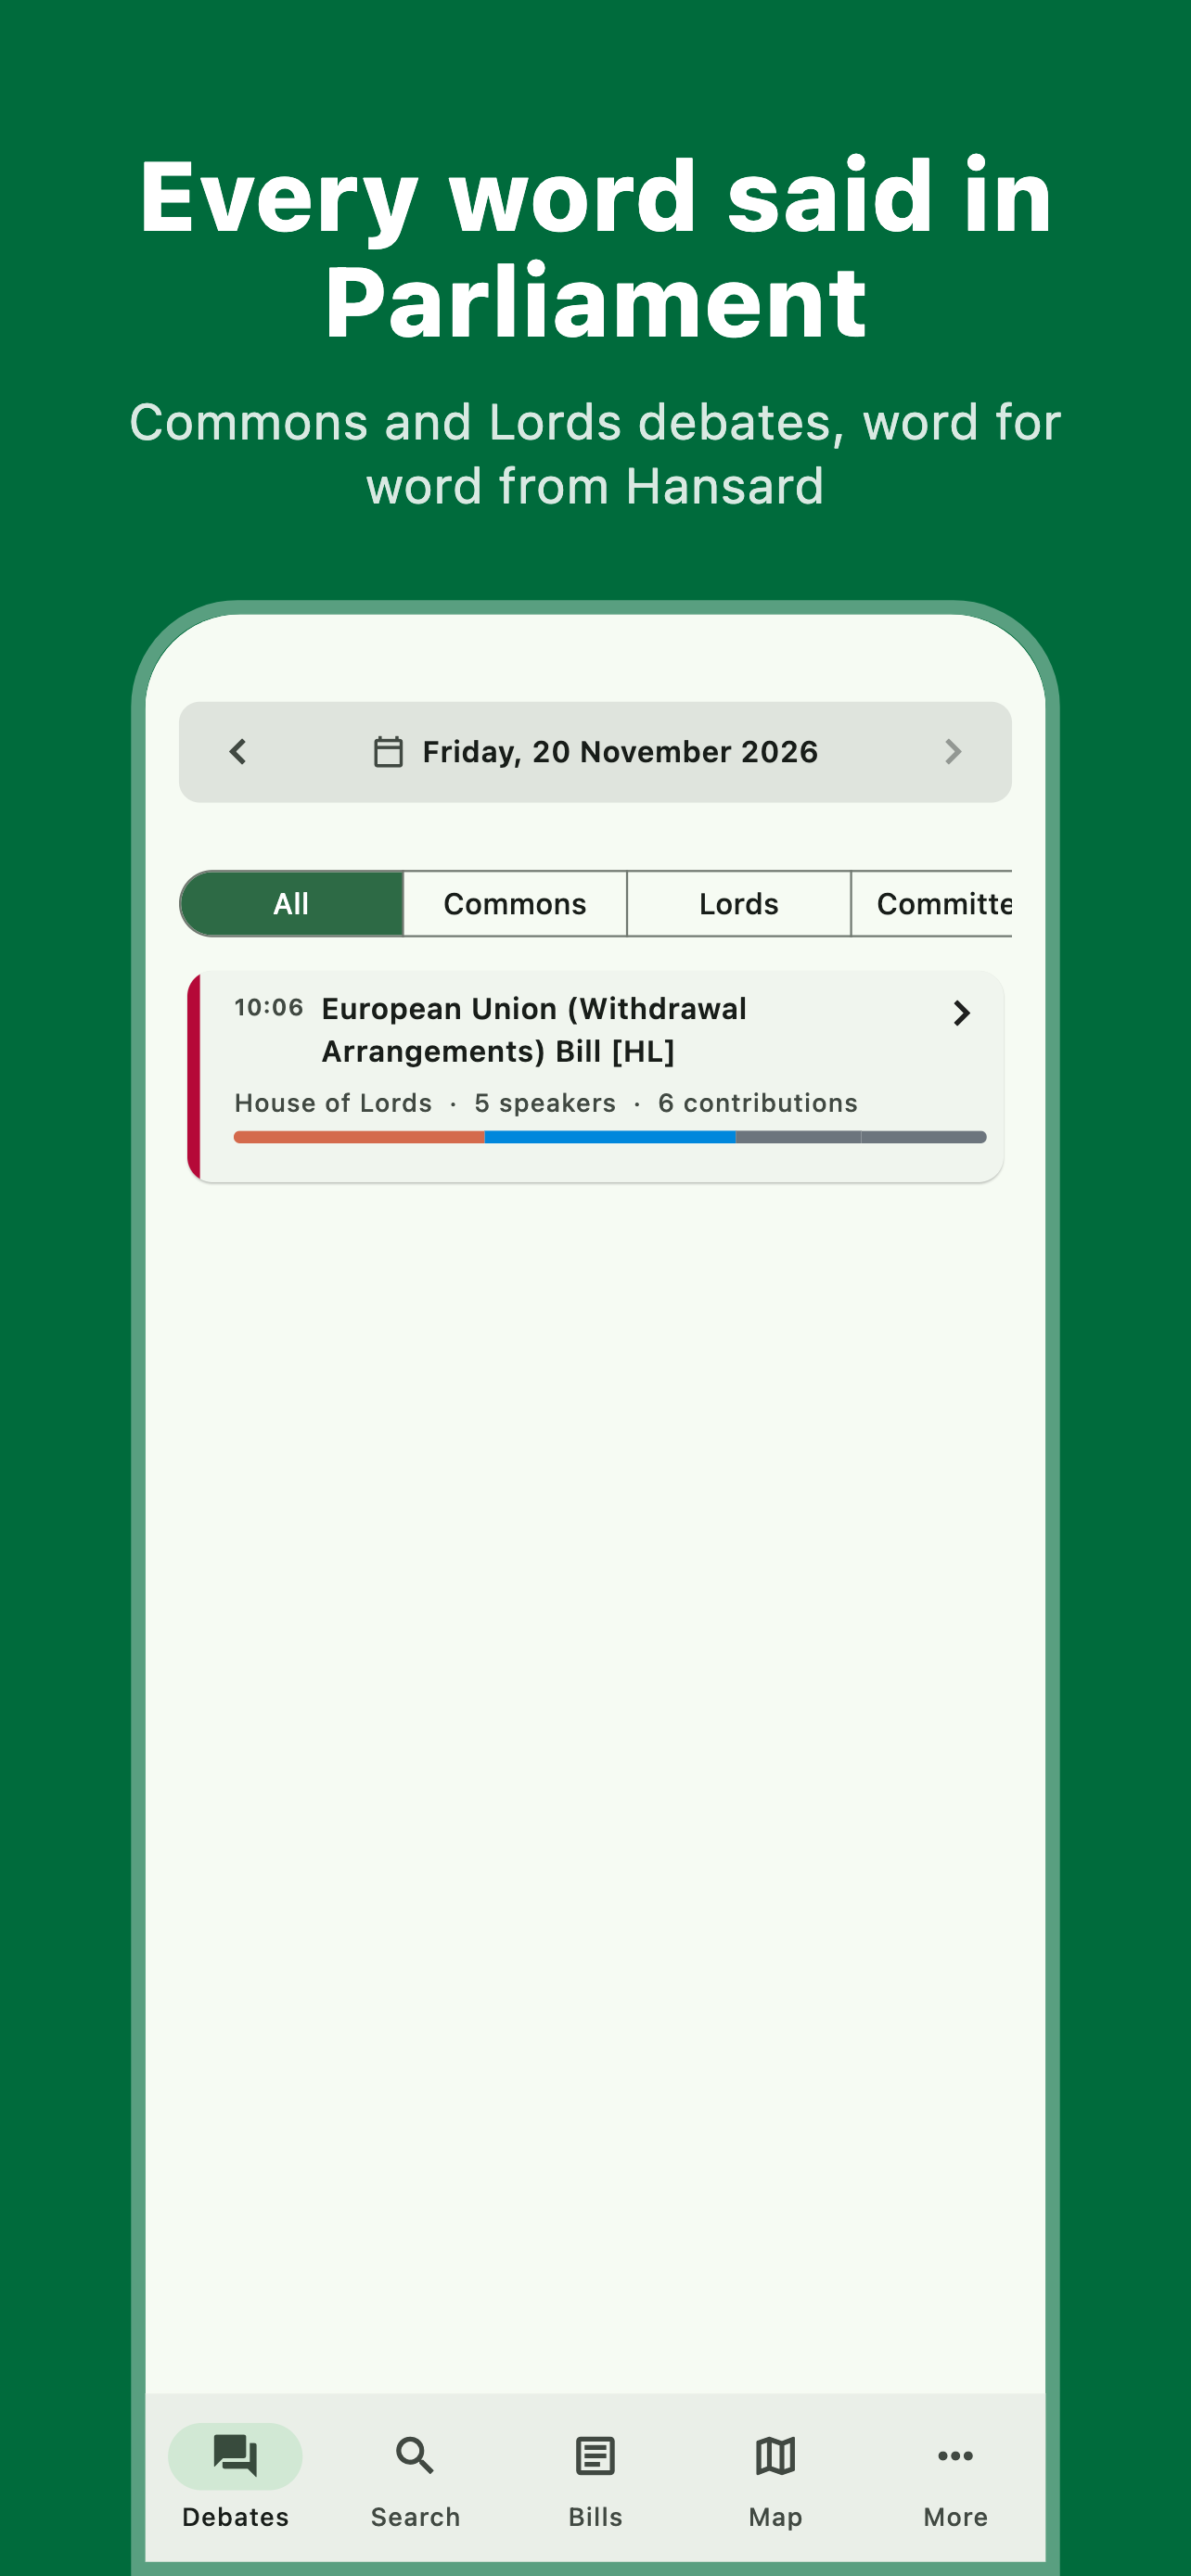 Every word said in
Parliament
Commons and Lords debates, word for
word from Hansard
Friday, 20 November 2026
All
Commons
Lords
Committe
10:06 European Union (Withdrawal
Arrangements) Bill [HL]
House of Lords · 5 speakers · 6 contributions
Debates
Search
Bills
Map
More